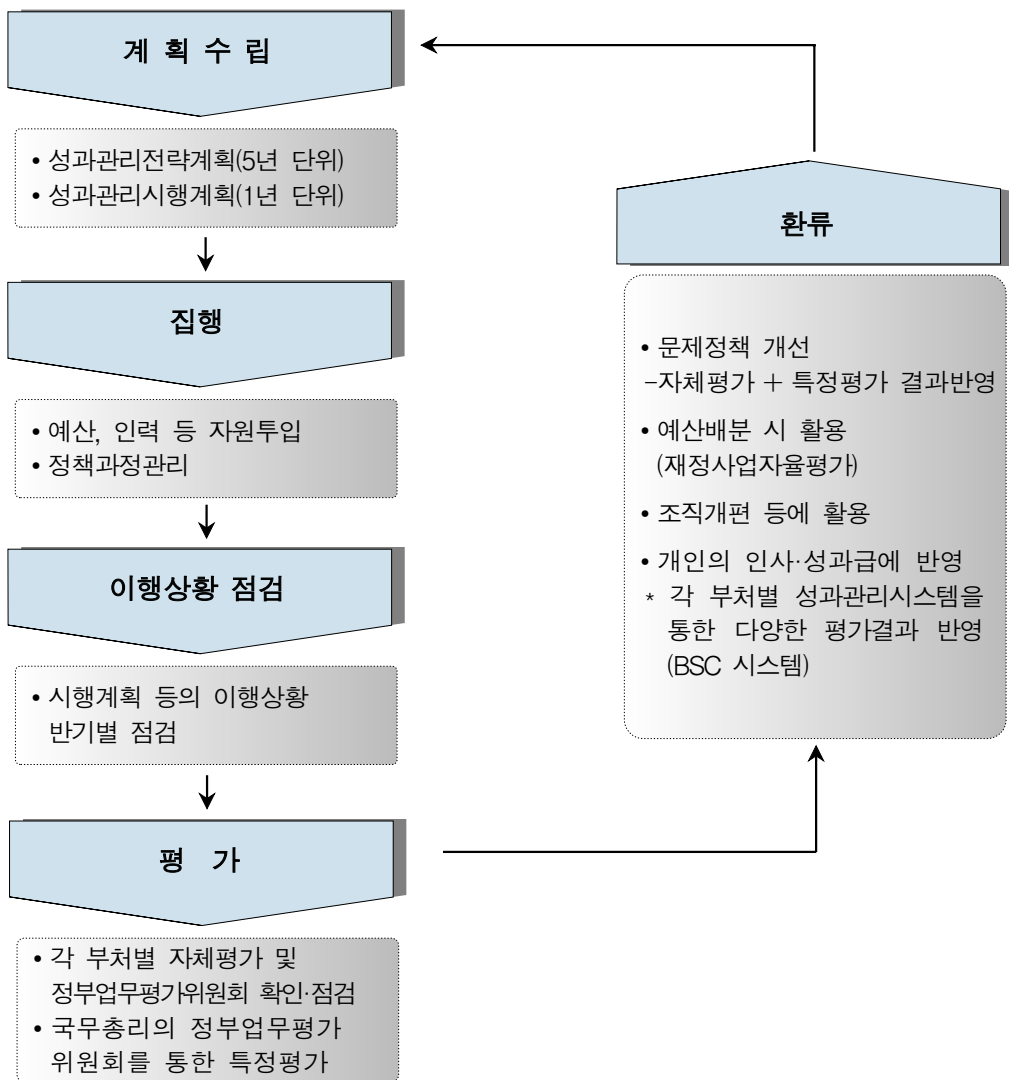 계 획 수 립
• 성과관리전략계획(5년 단위)
• 성과관리시행계획(1년 단위)
집행
• 예산, 인력 등 자원투입
• 정책과정관리
이행상황 점검
• 시행계획 등의 이행상황
반기별 점검
평 가
• 각 부처별 자체평가 및
정부업무평가위원회 확인·점검
• 국무총리의 정부업무평가
위원회를 통한 특정평가
환류
• 문제정책 개선
-자체평가 + 특정평가 결과반영
• 예산배분 시 활용
(재정사업자율평가)
• 조직개편 등에 활용
• 개인의 인사·성과급에 반영
* 각 부처별 성과관리시스템을
통한 다양한 평가결과 반영
(BSC 시스템)